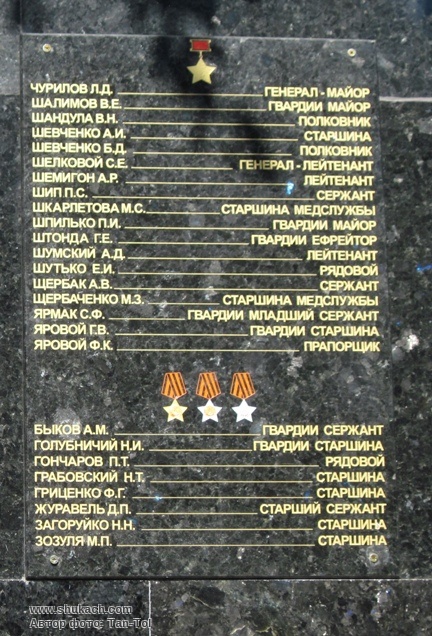 ЧУРИЛОВ Л.Д. ГЕНЕРАЛ - МАЙОР
ШАЛИМОВ В.Е. ГВАРДИИ МАЙОР
ШАНДУЛА В.Н. ПОЛКОВНИК
ШЕВЧЕНКО А.И. СТАРШИНА
ШЕВЧЕНКО Б.Д. ПОЛКОВНИК
ШЕЛКОВОЙ С.Е. ГЕНЕРАЛ - ЛЕЙТЕНАНТ
ШЕМИГОН А.Р. ЛЕЙТЕНАНТ
ШИП П.С. СЕРЖАНТ
ШКАРЛЕТОВА М.С. СТАРШИНА МЕДСЛУЖБЫ
ШПИЛЬКО П.И. ГВАРДИИ МАЙОР
ШТОНДА Г.Е. ГВАРДИИ ЕФРЕЙТОР
ШУМСКИЙ А.Д. ЛЕЙТЕНАНТ
ШУТЬКО Е.Й. РЯДОВОЙ
ЩЕРБАК А.В. СЕРЖАНТ
ЩЕРБАЧЕНКО М.З. СТАРШИНА МЕДСЛУЖБЫ
ЯРМАК С.Ф. ГВАРДИИ МЛАДШИЙ СЕРЖАНТ
ЯРОВОЙ Г.В. ГВАРДИИ СТАРШИНА
ЯРОВОЙ Ф.К. ПРАПОРЩИК
БЫКОВ А.М. ГВАРДИИ СЕРЖАНТ
ГОЛУБНИЧИЙ Н.И. ГВАРДИИ СТАРШИНА
ГОНЧАРОВ П.Т. РЯДОВОЙ
ГРАБОВСКИЙ Н.Т. СТАРШИНА
ГРИЦЕНКО Ф.Г. СТАРШИНА
ЖУРАВЕЛЬ Д.П. СТАРШИЙ СЕРЖАНТ
ЗАГОРУЙКО Н.Н. СТАРШИНА
ЗОЗУЛЯ М.П. СТАРШИНА
www.shukach.com
Автор фото: Tan-Tol